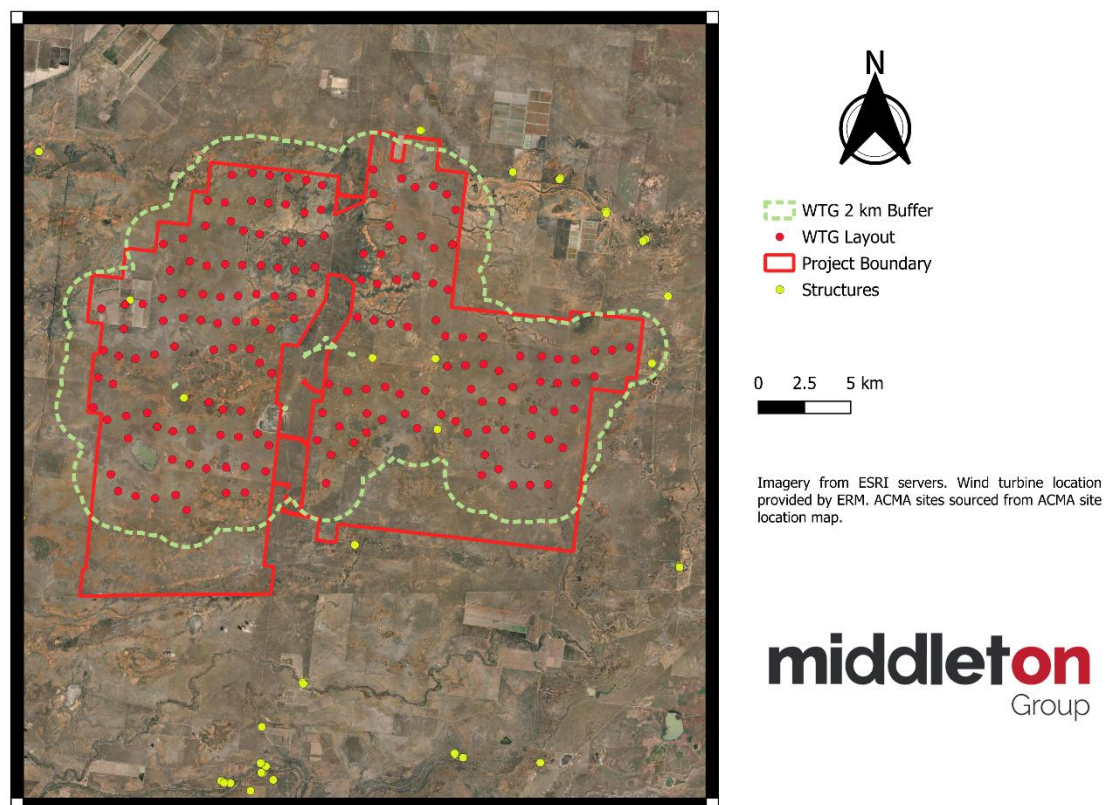 N
WTG 2 km Buffer
WTG Layout
Project Boundary
Structures
0 2.5 5 km
Imagery from ESRI servers. Wind turbine location
provided by ERM. ACMA sites sourced from ACMA site
location map.
middleton
Group